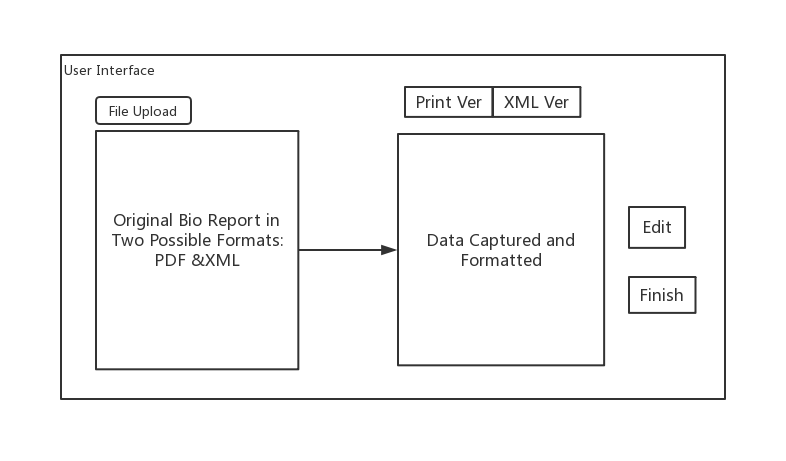 User Interface
File Upload
Print Ver
XML Ver
Original Bio Report in
Two Possible Formats:
PDF &XML
Data Captured and
Formatted
Edit
Finish